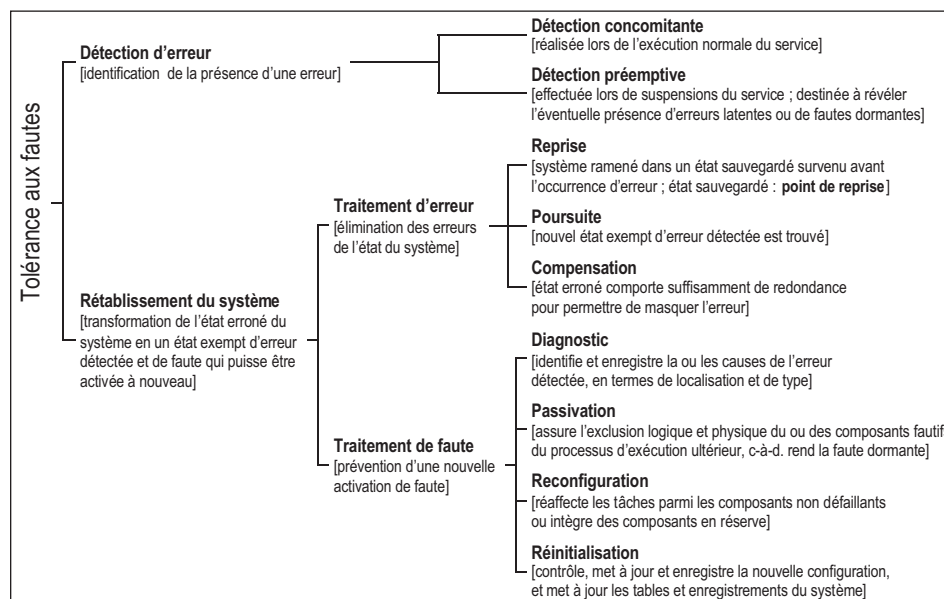 Tolérance aux fautes
Détection d'erreur
[identification de la présence d'une erreur]
Détection concomitante
[réalisée lors de l'exécution normale du service]
Détection préemptive
[effectuée lors de suspensions du service ; destinée à révéler
l'éventuelle présence d'erreurs latentes ou de fautes dormantes]
Rétablissement du système
[transformation de l'état erroné du
système en un état exempt d'erreur
détectée et de faute qui puisse être
activée à nouveau]
Traitement d'erreur
[élimination des erreurs
de l'état du système]
Reprise
[système ramené dans un état sauvegardé survenu avant
l'occurrence d'erreur ; état sauvegardé : point de reprise]
Poursuite
[nouvel état exempt d'erreur détectée est trouvé]
Compensation
[état erroné comporte suffisamment de redondance
pour permettre de masquer l'erreur]
Traitement de faute
[prévention d'une nouvelle
activation de faute]
Diagnostic
[identifie et enregistre la ou les causes de l'erreur
détectée, en termes de localisation et de type]
Passivation
[assure l'exclusion logique et physique du ou des composants fautif
du processus d'exécution ultérieur, c-à-d. rend la faute dormante]
Reconfiguration
[réaffecte les tâches parmi les composants non défaillants
ou intègre des composants en réserve]
Réinitialisation
[contrôle, met à jour et enregistre la nouvelle configuration,
et met à jour les tables et enregistrements du système]